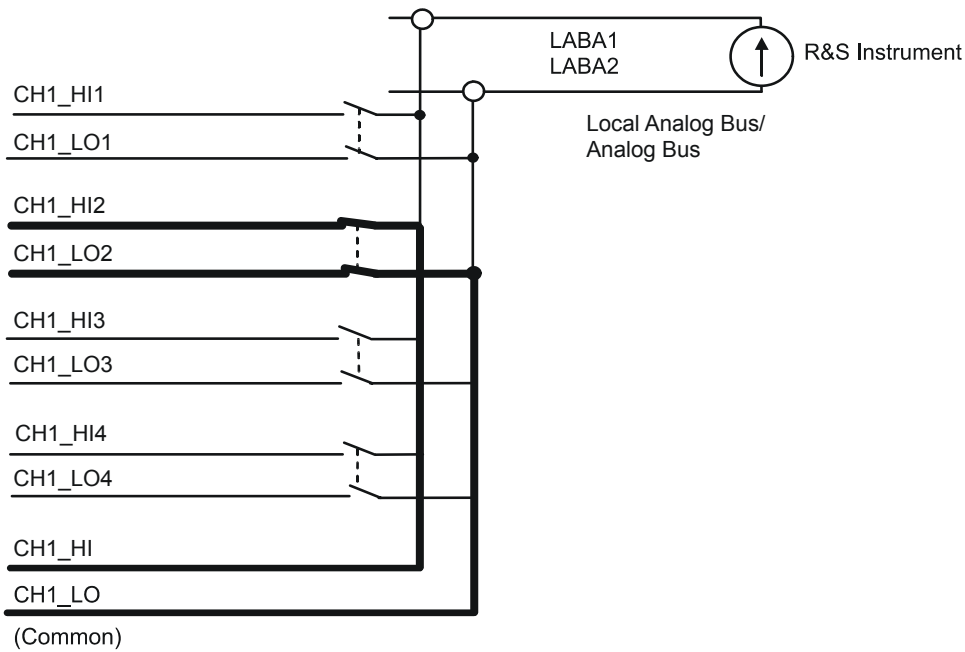 LABA1
LABA2
R&S Instrument
Local Analog Bus/
Analog Bus
CH1_HI1
CH1_LO1
CH1_HI2
CH1_LO2
CH1_HI3
CH1_LO3
CH1_HI4
CH1_LO4
CH1_HI
CH1_LO
(Common)